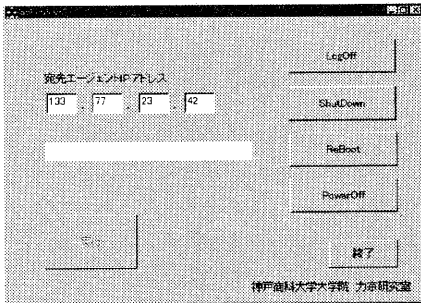 LogOff
宛先エージェントIPアドレス
133 . 77 . 23 . 42
ShutDown
ReBoot
PowerOff
終了
神戸商科大学大学院 力宗研究室